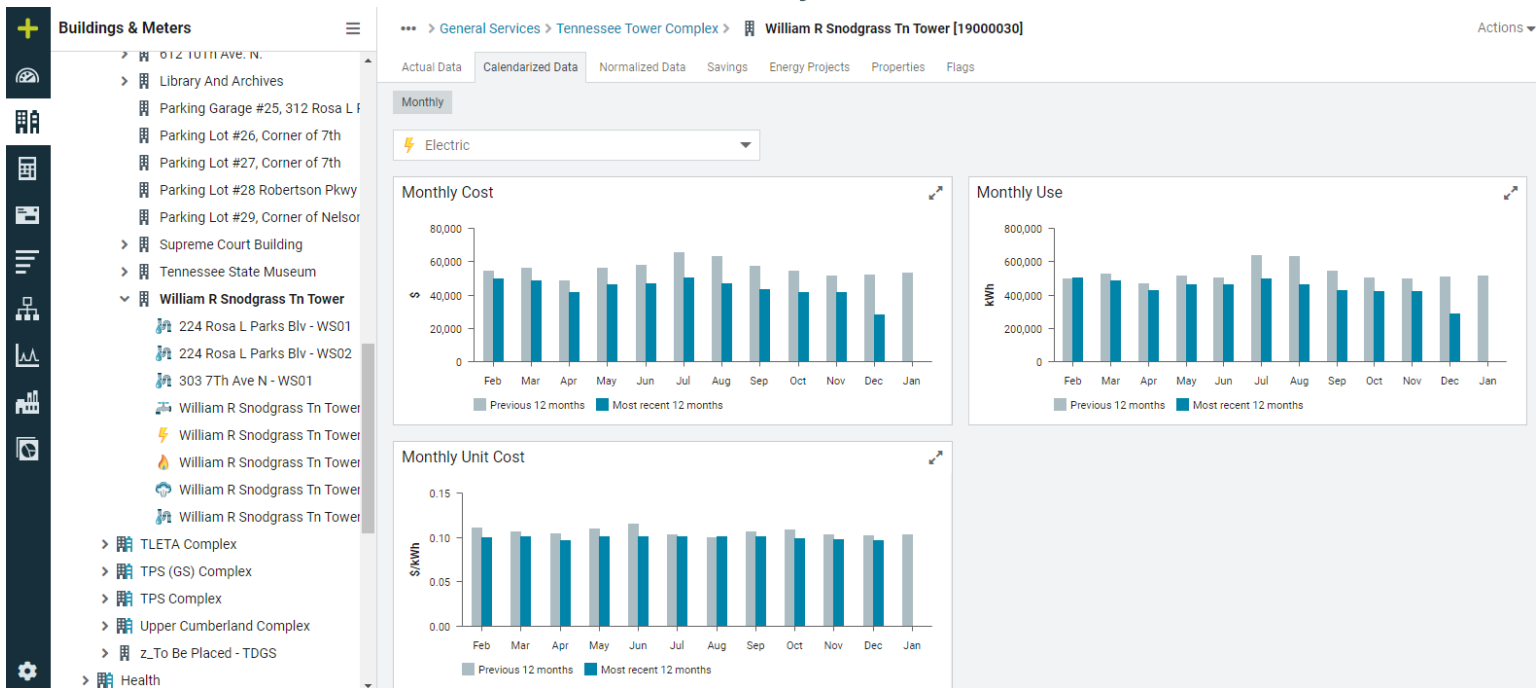 Buildings & Meters
612 10Th Ave. N.
Library And Archives
Parking Garage #25, 312 Rosa L
Parking Lot #26, Corner of 7th
Parking Lot #27, Corner of 7th
Parking Lot #28 Robertson Pkwy
Parking Lot #29, Corner of Nelson
Supreme Court Building
Tennessee State Museum
William R Snodgrass Tn Tower
224 Rosa L Parks Blv - WS01
224 Rosa L Parks Blv - WS02
303 7Th Ave N - WS01
William R Snodgrass Tn Tower
William R Snodgrass Tn Tower
William R Snodgrass Tn Tower
William R Snodgrass Tn Tower
William R Snodgrass Tn Tower
TLETA Complex
TPS (GS) Complex
TPS Complex
Upper Cumberland Complex
z_To Be Placed - TDGS
Health
••• > General Services > Tennessee Tower Complex > William R Snodgrass Tn Tower [19000030]
Actions
Actual Data Calendarized Data Normalized Data Savings Energy Projects Properties Flags
Monthly
Electric
Monthly Cost
80,000
60,000
40,000
20,000
0
$
Feb Mar Apr May Jun Jul Aug Sep Oct Nov Dec Jan
Previous 12 months Most recent 12 months
Monthly Use
800,000
600,000
400,000
200,000
0
kWh
Feb Mar Apr May Jun Jul Aug Sep Oct Nov Dec Jan
Previous 12 months Most recent 12 months
Monthly Unit Cost
0.15
0.10
0.05
0.00
$/kWh
Feb Mar Apr May Jun Jul Aug Sep Oct Nov Dec Jan
Previous 12 months Most recent 12 months